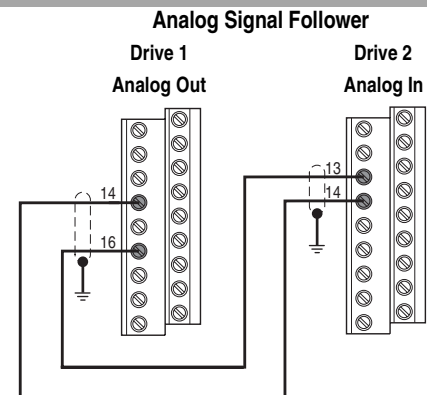 Analog Signal Follower
Drive 1
Analog Out
Drive 2
Analog In
14
16
13
14